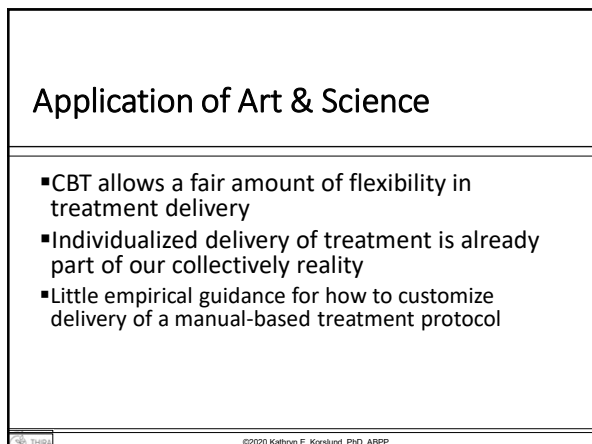 Application of Art & Science
▪CBT allows a fair amount of flexibility in
treatment delivery
▪Individualized delivery of treatment is already
part of our collectively reality
▪Little empirical guidance for how to customize
delivery of a manual-based treatment protocol
THIRA
©2020 Kathryn E. Korslund, PhD, ABPP